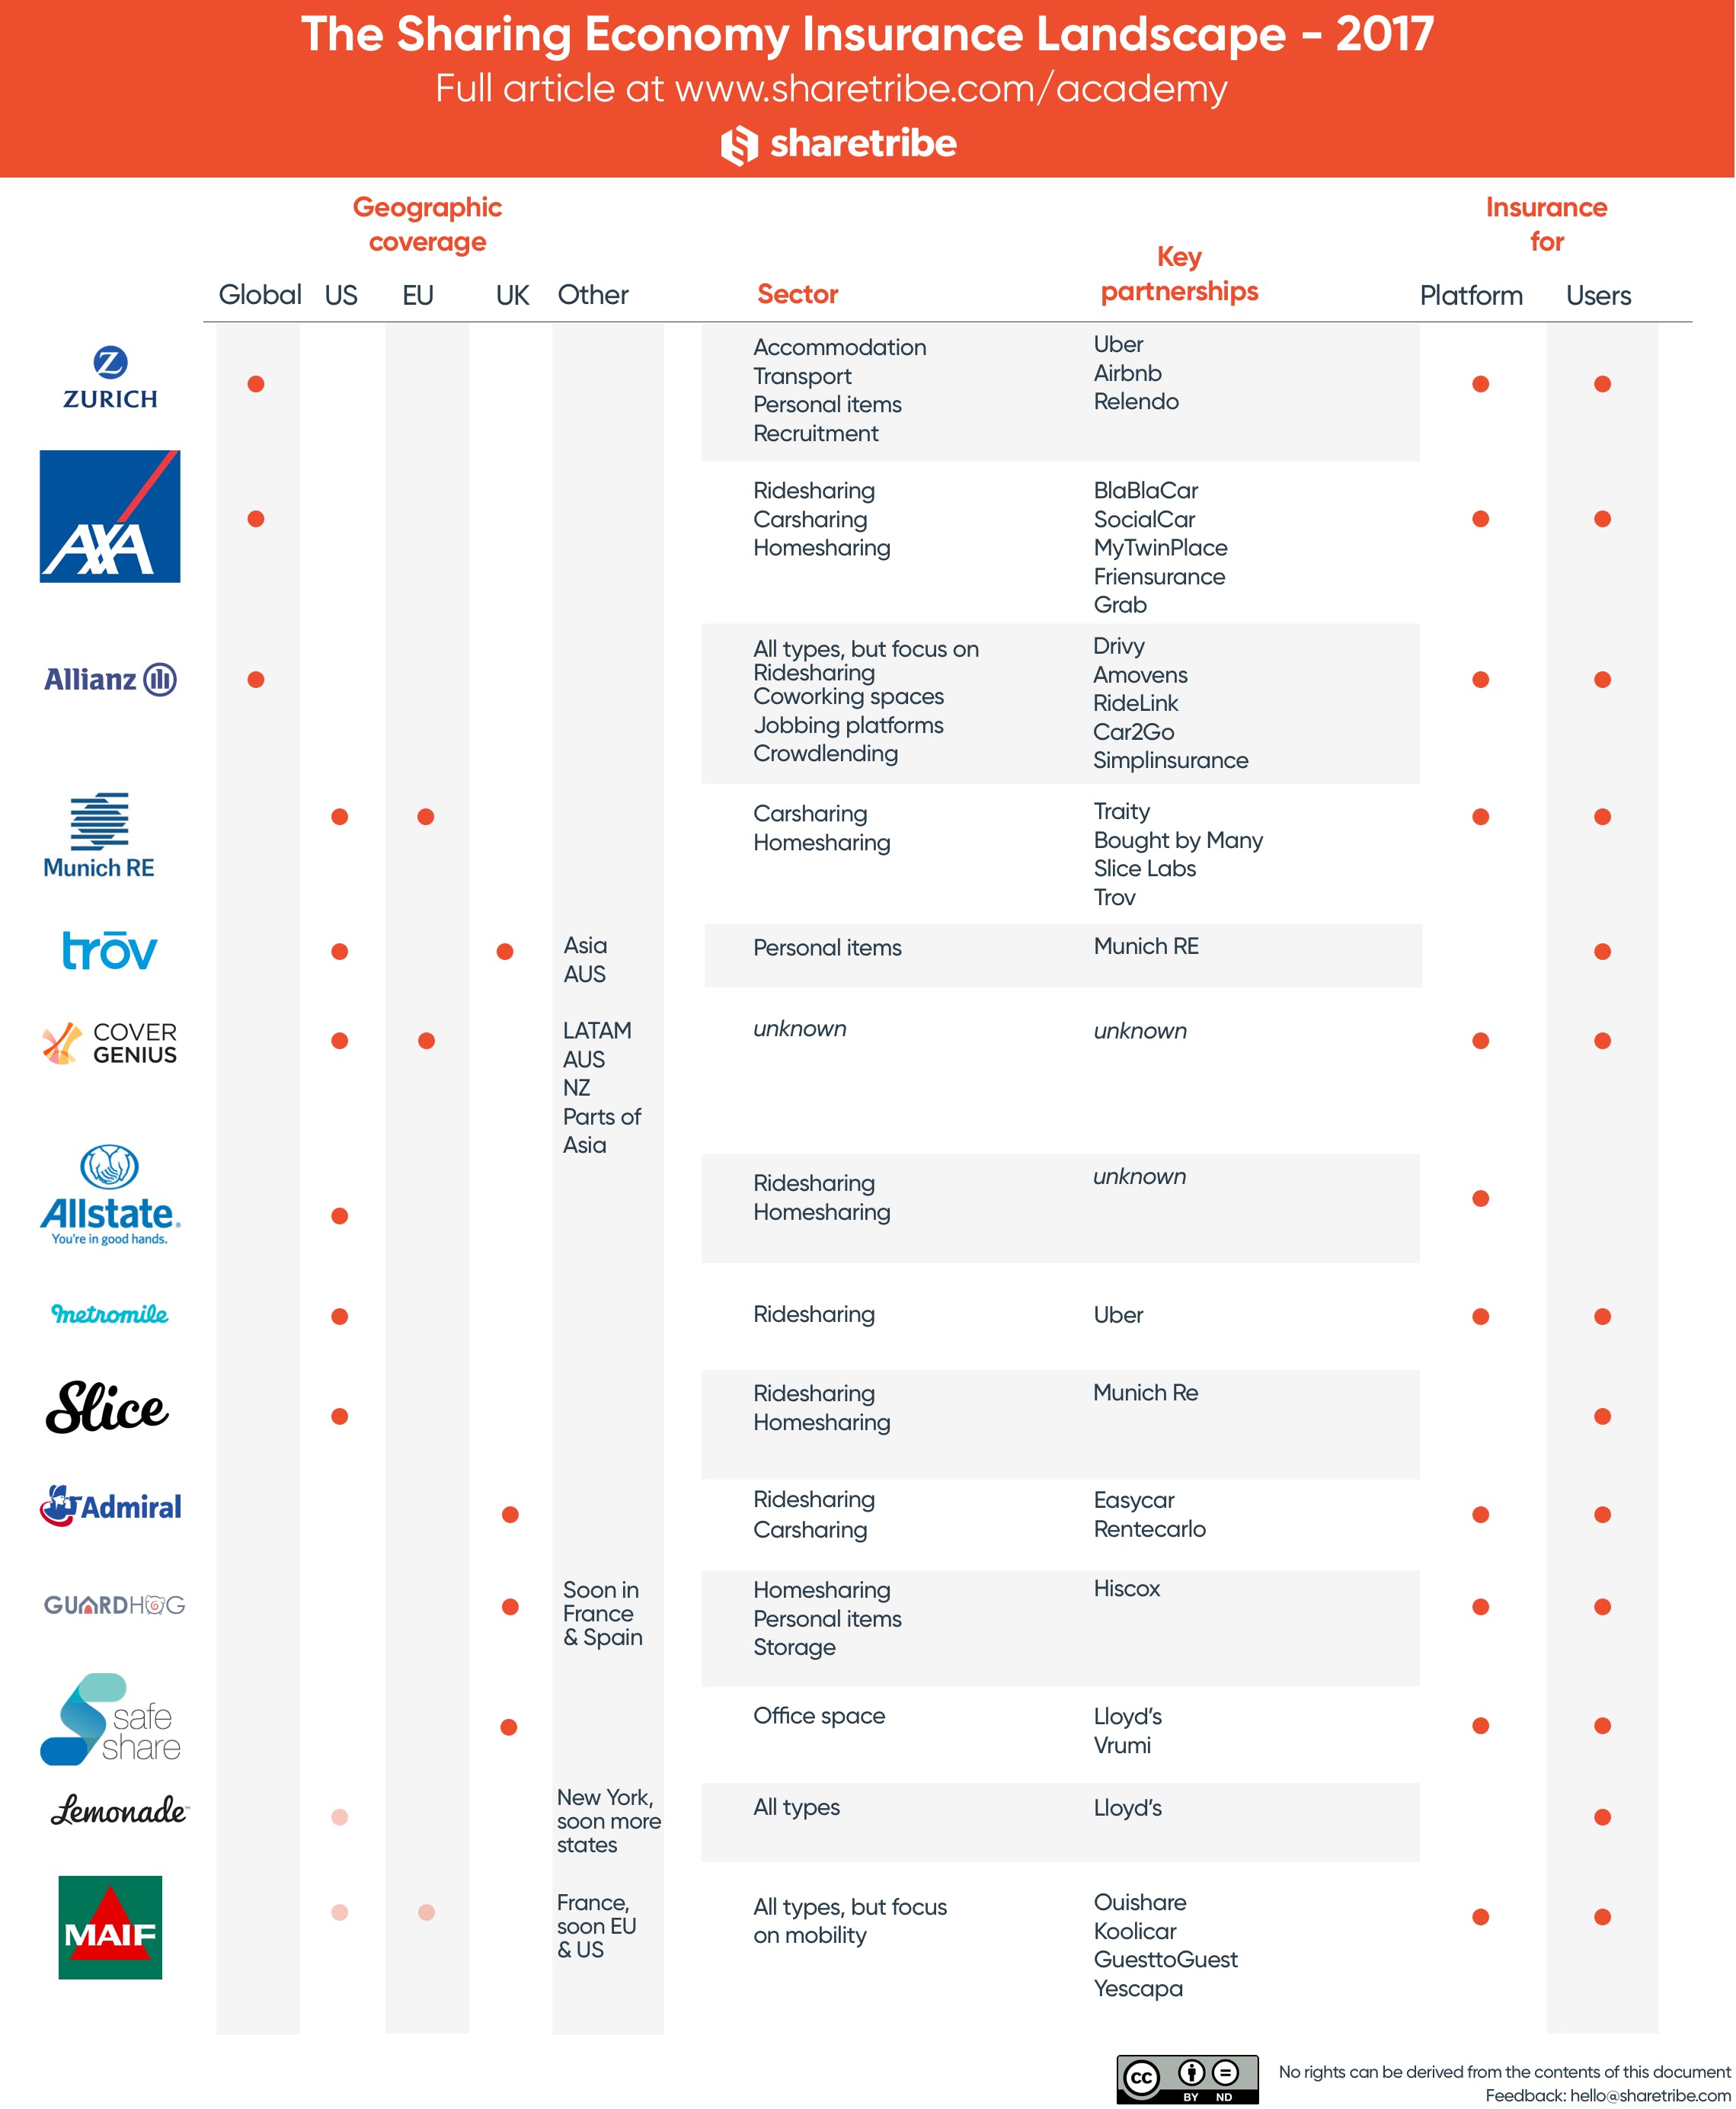 The Sharing Economy Insurance Landscape - 2017
Full article at www.sharetribe.com/academy
sharetribe
Geographic
coverage
Insurance
for
Key
partnerships
Global US EU UK Other Sector Platform Users
Z
ZURICH
Accommodation
Transport
Personal items
Recruitment
Uber
Airbnb
Relendo
AXA
Ridesharing
Carsharing
Homesharing
BlaBlaCar
SocialCar
MyTwinPlace
Friensurance
Grab
Allianz
All types, but focus on
Ridesharing
Coworking spaces
Jobbing platforms
Crowdlending
Drivy
Amovens
RideLink
Car2Go
Simplinsurance
Munich RE
Carsharing
Homesharing
Traity
Bought by Many
Slice Labs
Trov
trōv
Asia
AUS
Personal items
Munich RE
COVER
GENIUS
LATAM
AUS
NZ
Parts of
Asia
unknown
unknown
Allstate®
You're in good hands.
Ridesharing
Homesharing
unknown
metromile
Ridesharing
Uber
Slice
Ridesharing
Homesharing
Munich Re
Admiral
Ridesharing
Carsharing
Easycar
Rentecarlo
GUARDHOG
Soon in
France
& Spain
Homesharing
Personal items
Storage
Hiscox
safe
share
Office space
Lloyd's
Vrumi
Lemonade™
New York,
soon more
states
All types
Lloyd's
MAIF
France,
soon EU
& US
All types, but focus
on mobility
Ouishare
Koolicar
GuesttoGuest
Yescapa
cc
BY ND
No rights can be derived from the contents of this document
Feedback: hello@sharetribe.com